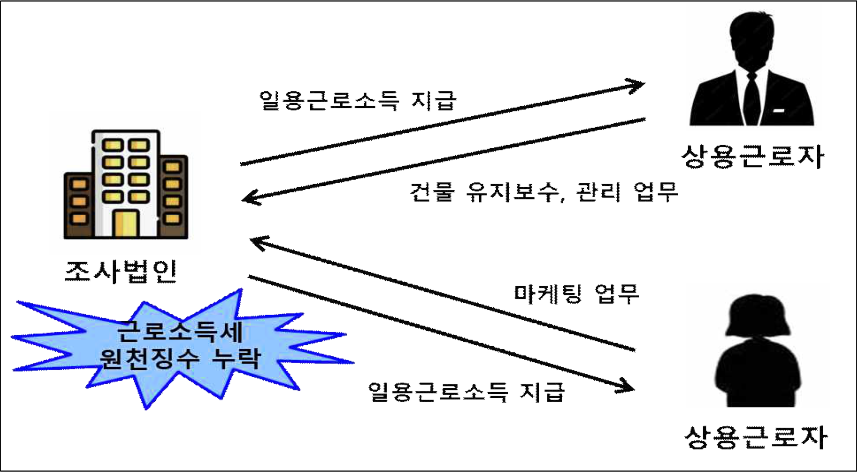 일용근로소득 지급
상용근로자
건물 유지보수, 관리 업무
조사법인
마케팅 업무
근로소득세
원천징수 누락
일용근로소득 지급
상용근로자